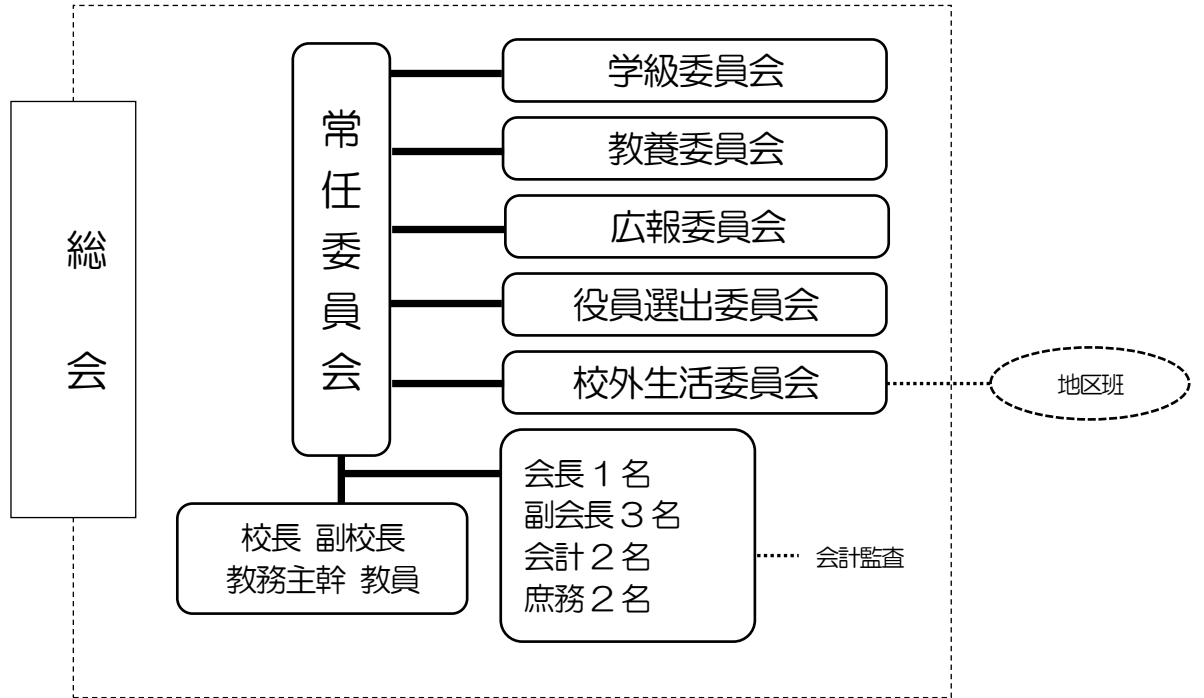 総会
常任委員会
学級委員会
教養委員会
広報委員会
役員選出委員会
校外生活委員会
地区班
会長１名
副会長３名
会計２名
庶務２名
会計監査
校長 副校長
教務主幹 教員